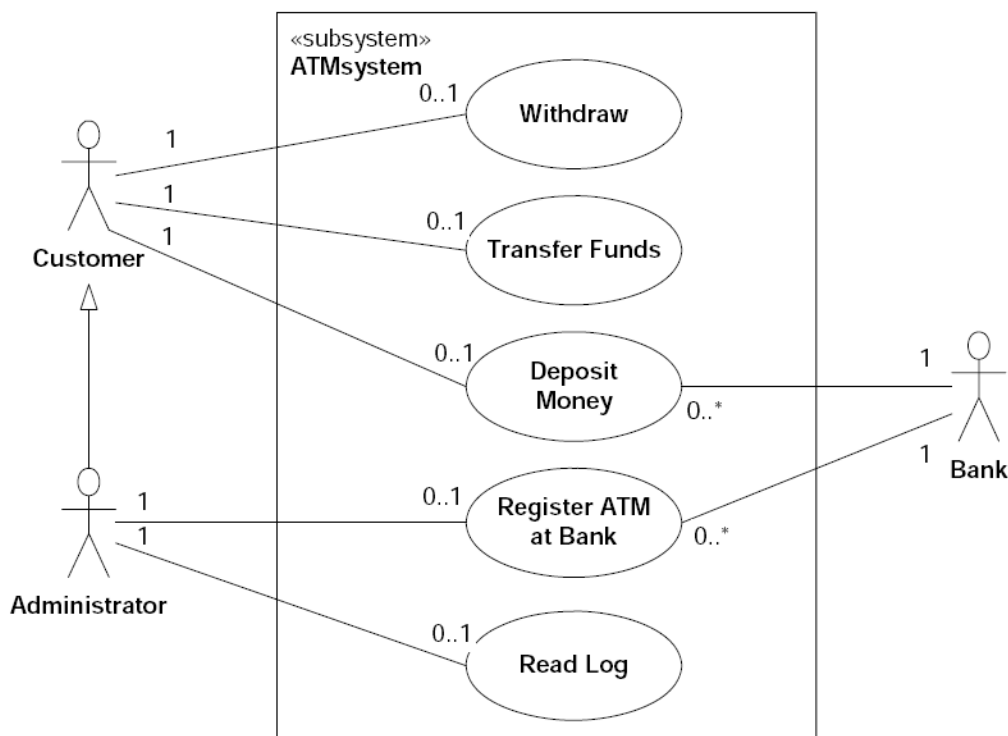 «subsystem»
ATMsystem
0..1
Withdraw
1
1
0..1
Transfer Funds
1
Customer
0..1
Deposit
Money
1
0..*
1
Bank
1
0..1
Register ATM
at Bank
1
0..*
Administrator
0..1
Read Log